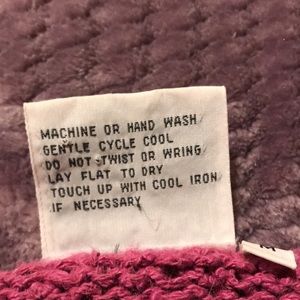 MACHINE OR HAND WASH
GENTLE CYCLE COOL
DO NOT TWIST OR WRING
LAY FLAT TO DRY
TOUCH UP WITH COOL IRON
IF NECESSARY